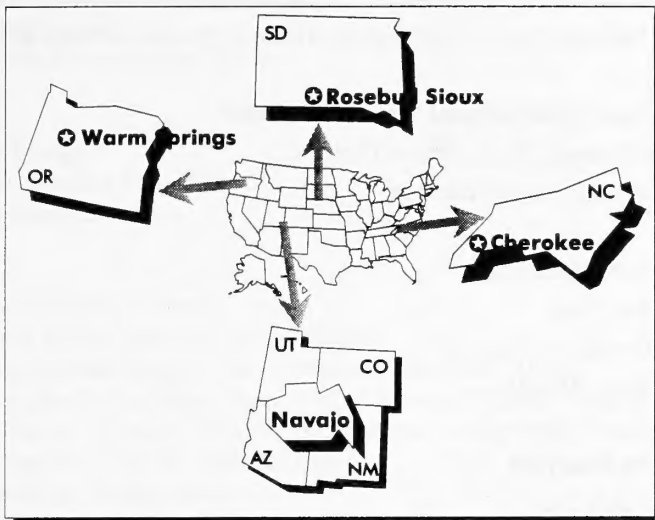 SD
Rosebud Sioux
Warm Springs
OR
NC
Cherokee
UT
CO
Navajo
AZ
NM